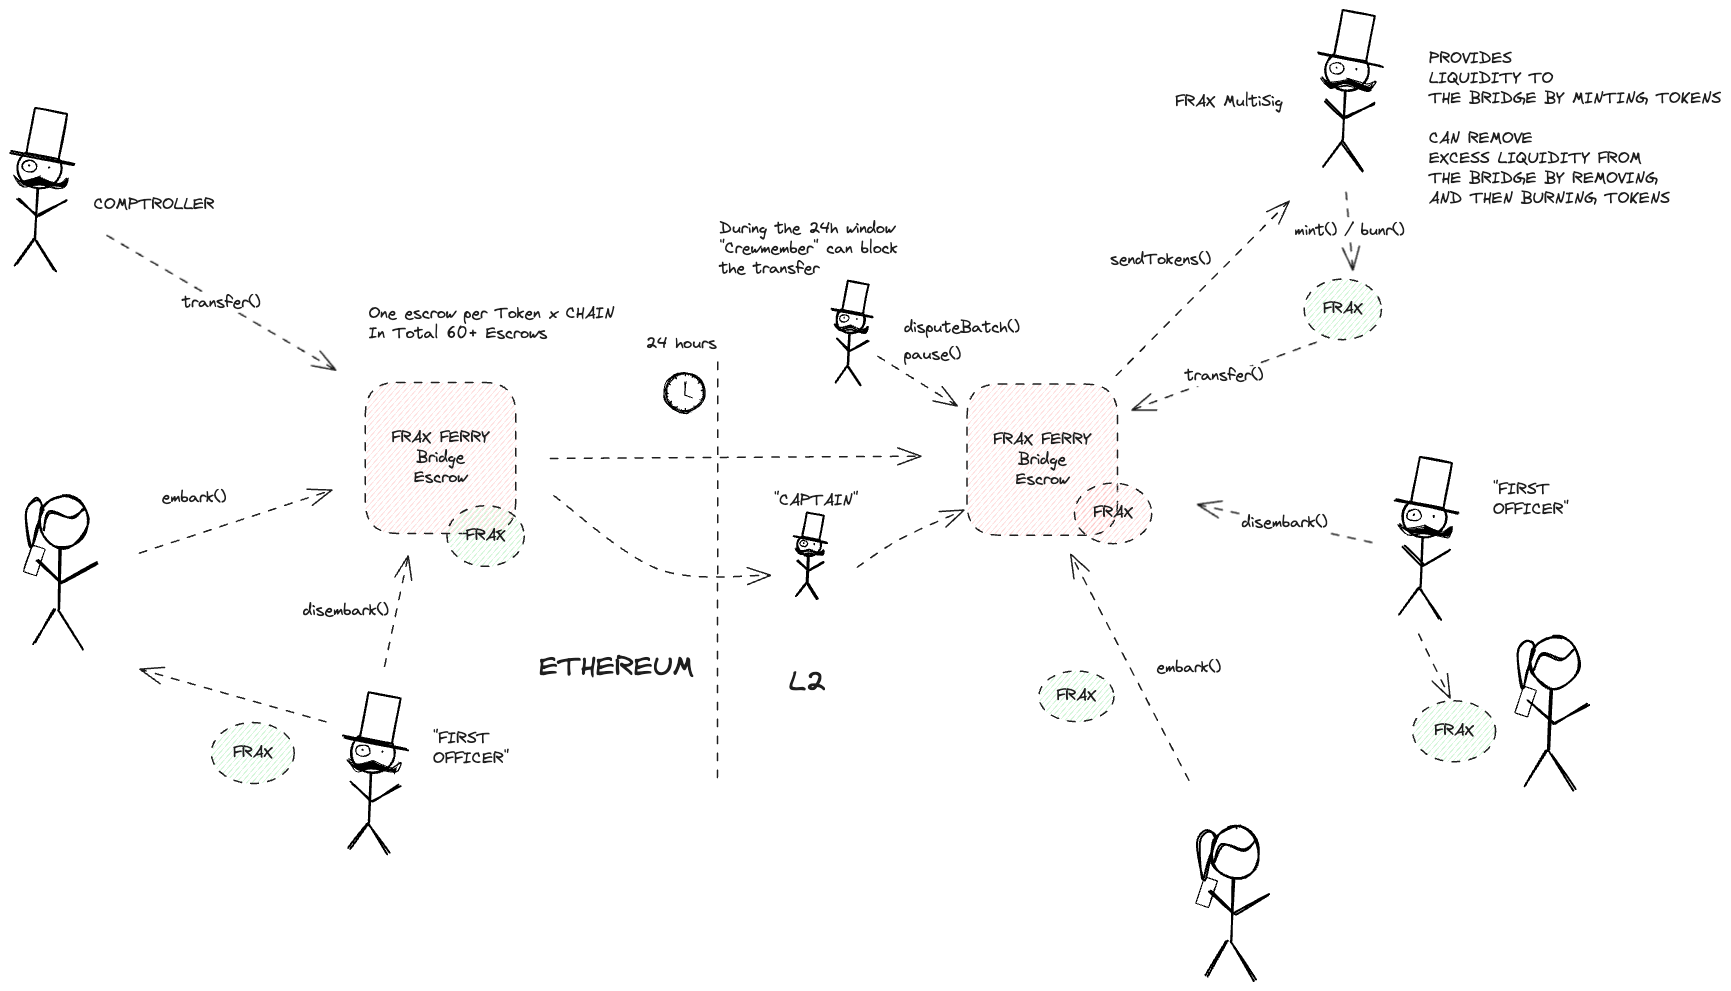 PROVIDES
LIQUIDITY TO
THE BRIDGE BY MINTING TOKENS
CAN REMOVE
EXCESS LIQUIDITY FROM
THE BRIDGE BY REMOVING
AND THEN BURNING TOKENS
FRAX MultiSig
COMPTROLLER
transfer()
During the 24h window
"Crewmember" can block
the transfer
mint() / bunr()
sendTokens()
FRAX
One escrow per Token x CHAIN
In Total 60+ Escrows
24 hours
disputeBatch()
pause()
transfer()
FRAX FERRY
Bridge
Escrow
FRAX
FRAX FERRY
Bridge
Escrow
FRAX
embark()
"CAPTAIN"
"FIRST
OFFICER"
disembark()
disembark()
ETHEREUM
L2
embark()
FRAX
FRAX
FRAX
"FIRST
OFFICER"